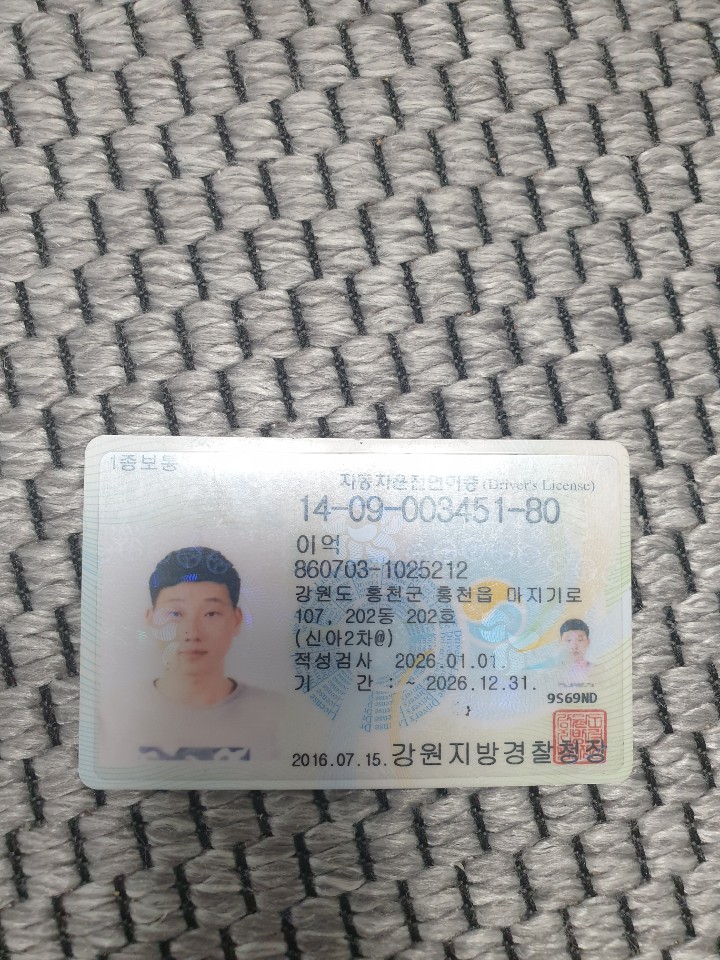 1종보통
자동차운전면허증(Driver's License)
14-09-003451-80
이억
860703-1025212
강원도 홍천군 홍천읍 마지기로
107, 202동 202호
(신아2차@)
적성검사 2026.01.01.
기 간 : ~ 2026.12.31.
9S69ND
2016.07.15. 강원지방경찰청장